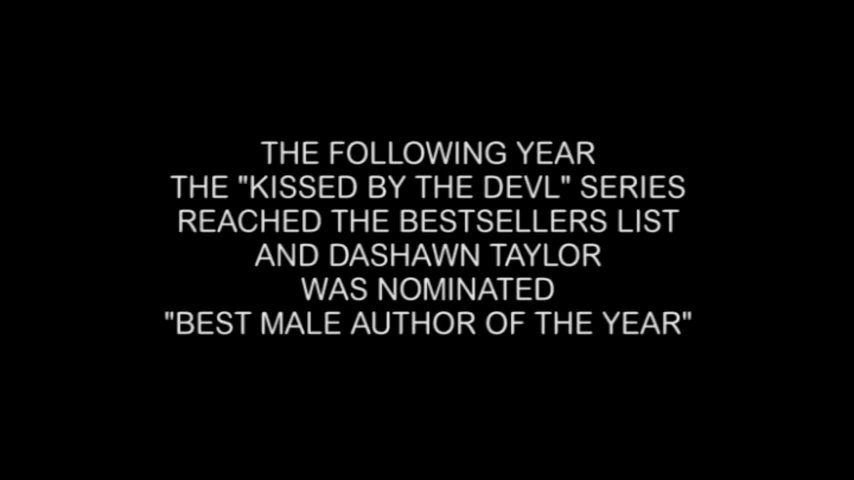 THE FOLLOWING YEAR
THE "KISSED BY THE DEVL" SERIES
REACHED THE BESTSELLERS LIST
AND DASHAWN TAYLOR
WAS NOMINATED
"BEST MALE AUTHOR OF THE YEAR"